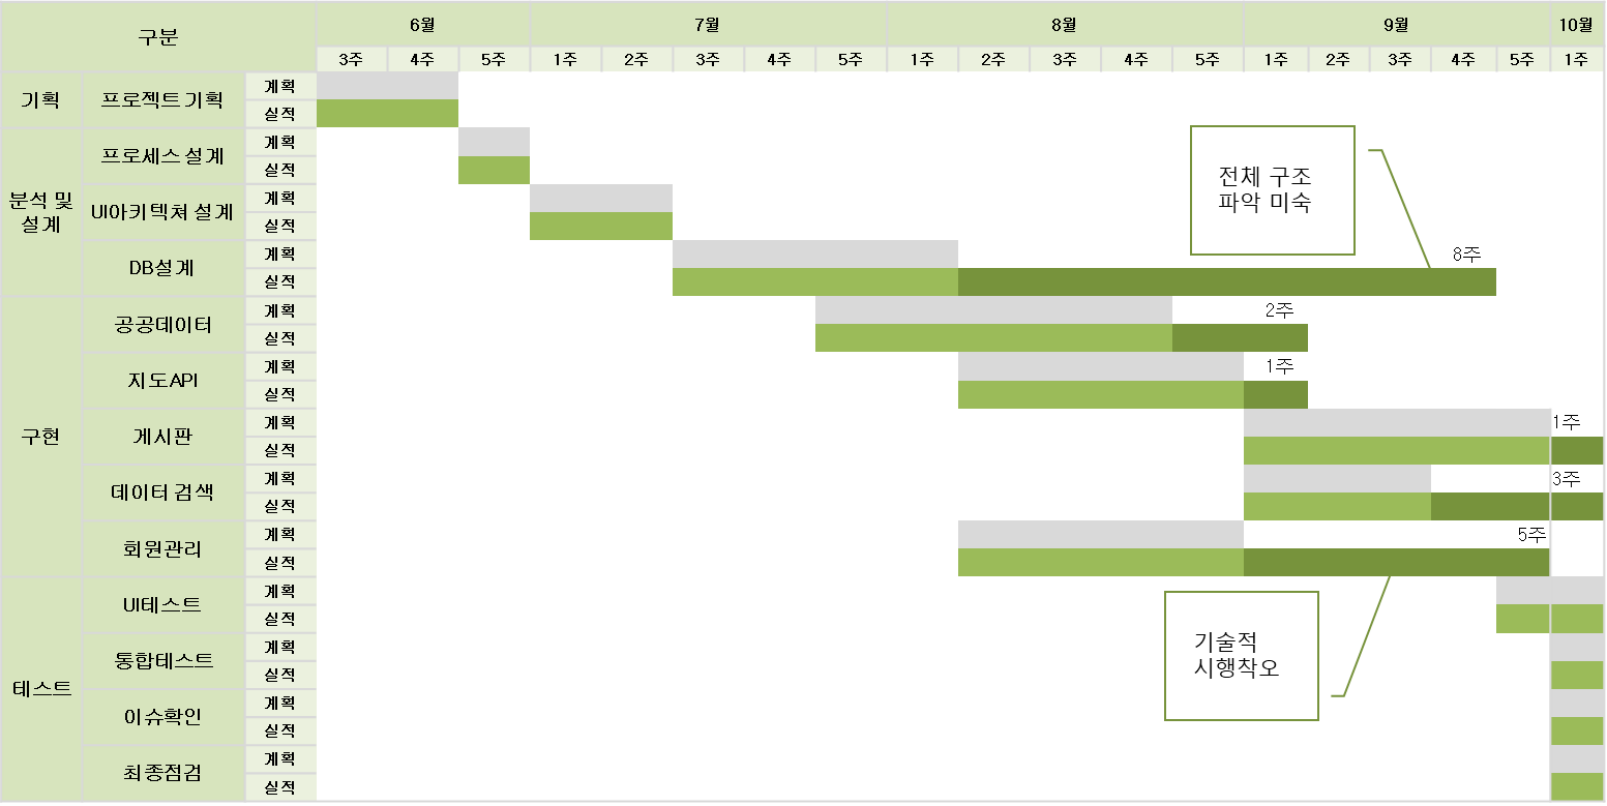 구분
6월 7월 8월 9월 10월
3주 4주 5주 1주 2주 3주 4주 5주 1주 2주 3주 4주 5주 1주 2주 3주 4주 5주 1주
기획
프로젝트 기획
계획
실적
분석 및
설계
프로세스 설계
계획
실적
UI아키텍쳐 설계
계획
실적
DB설계
계획
실적
8주
전체 구조
파악 미숙
구현
공공데이터
계획
실적
2주
지도API
계획
실적
1주
게시판
계획
실적
1주
데이터 검색
계획
실적
3주
회원관리
계획
실적
5주
기술적
시행착오
테스트
UI테스트
계획
실적
통합테스트
계획
실적
이슈확인
계획
실적
최종점검
계획
실적